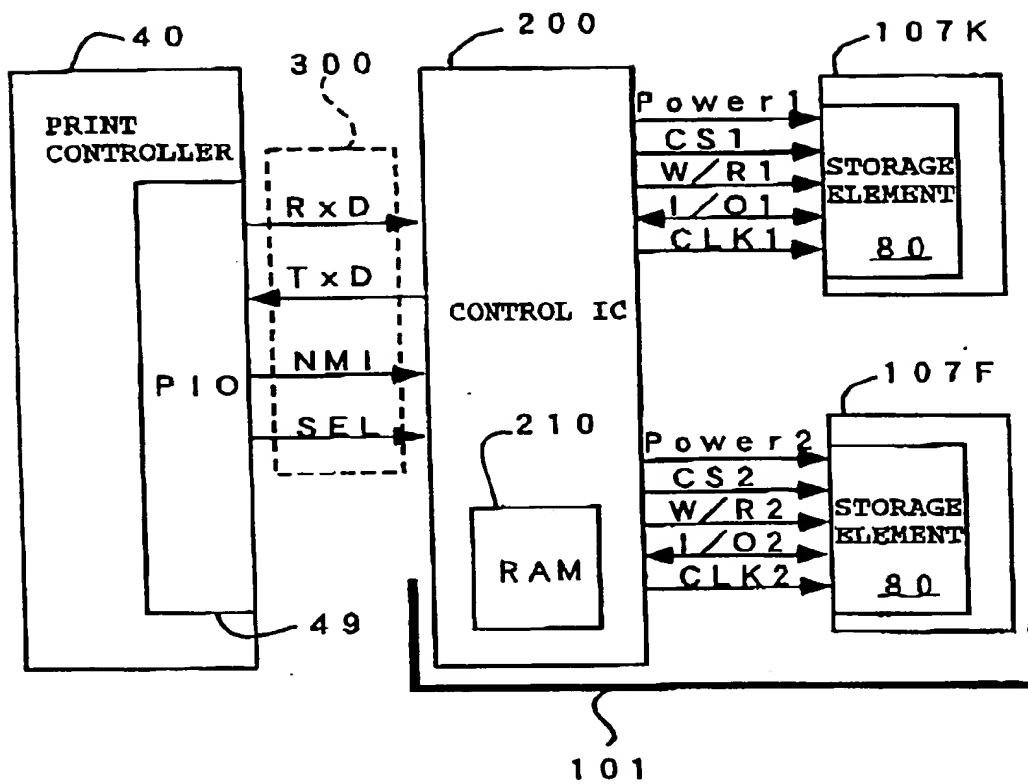 40
200
107K
300
PRINT
CONTROLLER
Power1
CS1
W/R1
I/O1
CLK1
STORAGE
ELEMENT
80
RxD
TxD
NMI
SEL
PIO
CONTROL IC
107F
210
Power2
CS2
W/R2
I/O2
CLK2
STORAGE
ELEMENT
80
RAM
49
101